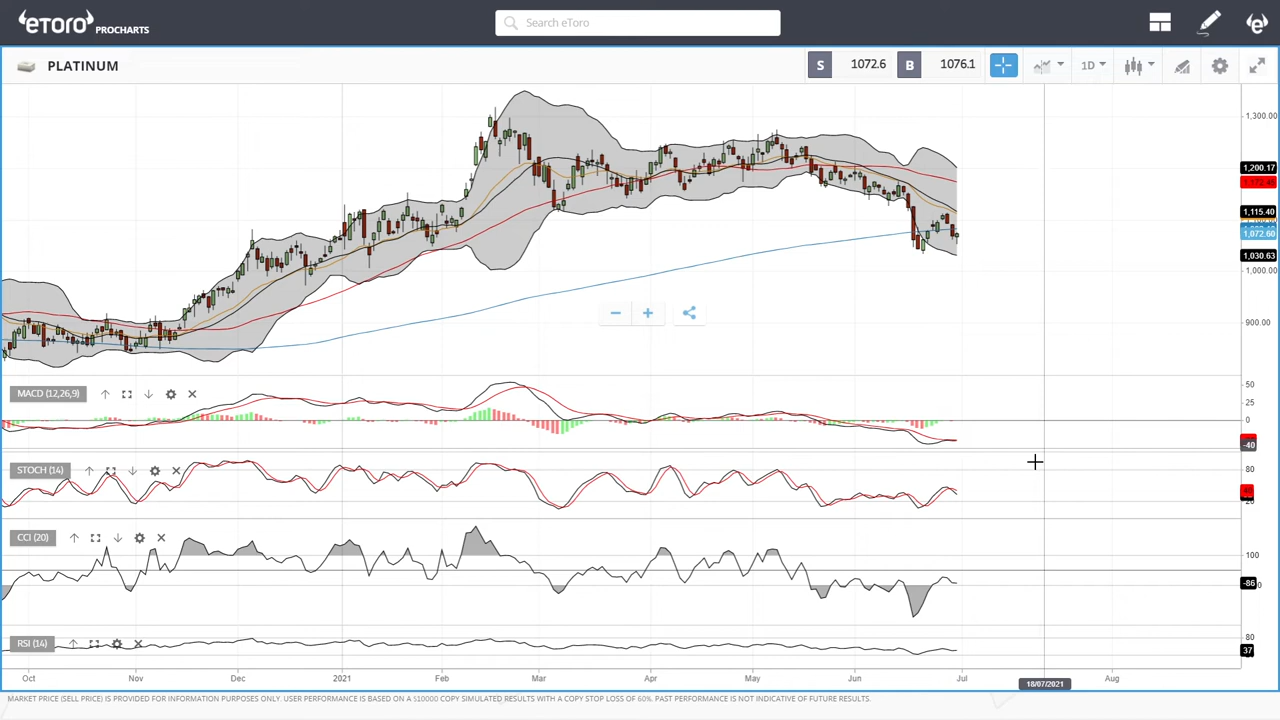 eToro PROCHARTS
Search eToro
PLATINUM
S 1072.6 B 1076.1 1D
1,300.00
1,200.17
1,172.45
1,115.40
1,072.60
1,030.63
1,000.00
900.00
MACD (12,26,9)
50
25
0
-40
STOCH (14)
80
20
CCI (20)
100
-86
RSI (14)
80
37
Oct Nov Dec 2021 Feb Mar Apr May Jun Jul 18/07/2021 Aug
MARKET PRICE (SELL PRICE) IS PROVIDED FOR INFORMATION PURPOSES ONLY. USER PERFORMANCE IS BASED ON A $10000 COPY SIMULATED RESULTS WITH A COPY STOP LOSS OF 60%. PAST PERFORMANCE IS NOT INDICATIVE OF FUTURE RESULTS.